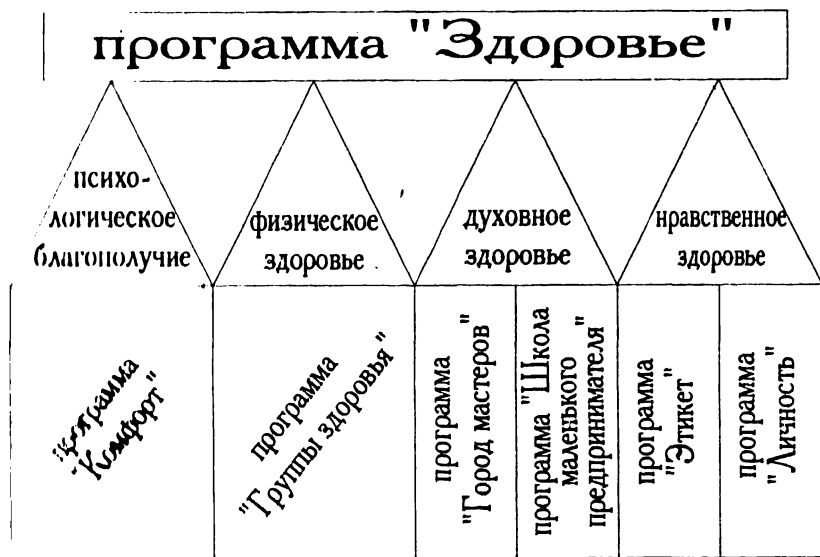 программа "Здоровье"
психо-
логическое
благополучие
физическое
здоровье
духовное
здоровье
нравственное
здоровье
программа
"Комфорт"
программа
"Группы здоровья"
программа
"Город мастеров"
программа "Школа
маленького
предпринимателя"
программа
"Этикет"
программа
"Личность"